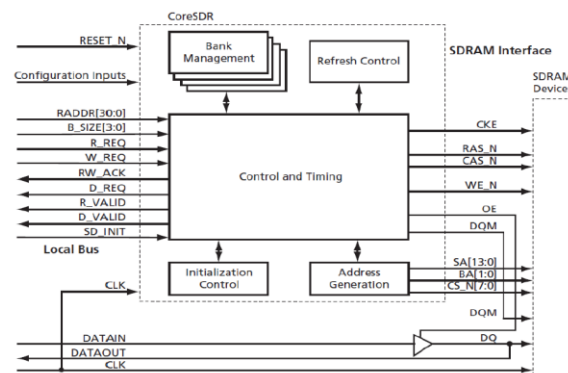 CoreSDR
RESET_N
Bank
Management
Refresh Control
SDRAM Interface
Configuration Inputs
SDRAM
Device
RADDR[30:0]
B_SIZE[3:0]
R_REQ
W_REQ
RW_ACK
D_REQ
R_VALID
D_VALID
SD_INIT
Local Bus
Control and Timing
CKE
RAS_N
CAS_N
WE_N
OE
DQM
Initialization
Control
Address
Generation
SA[13:0]
BA[1:0]
CS_N[7:0]
CLK
DQM
DATAIN
DATAOUT
CLK
DQ